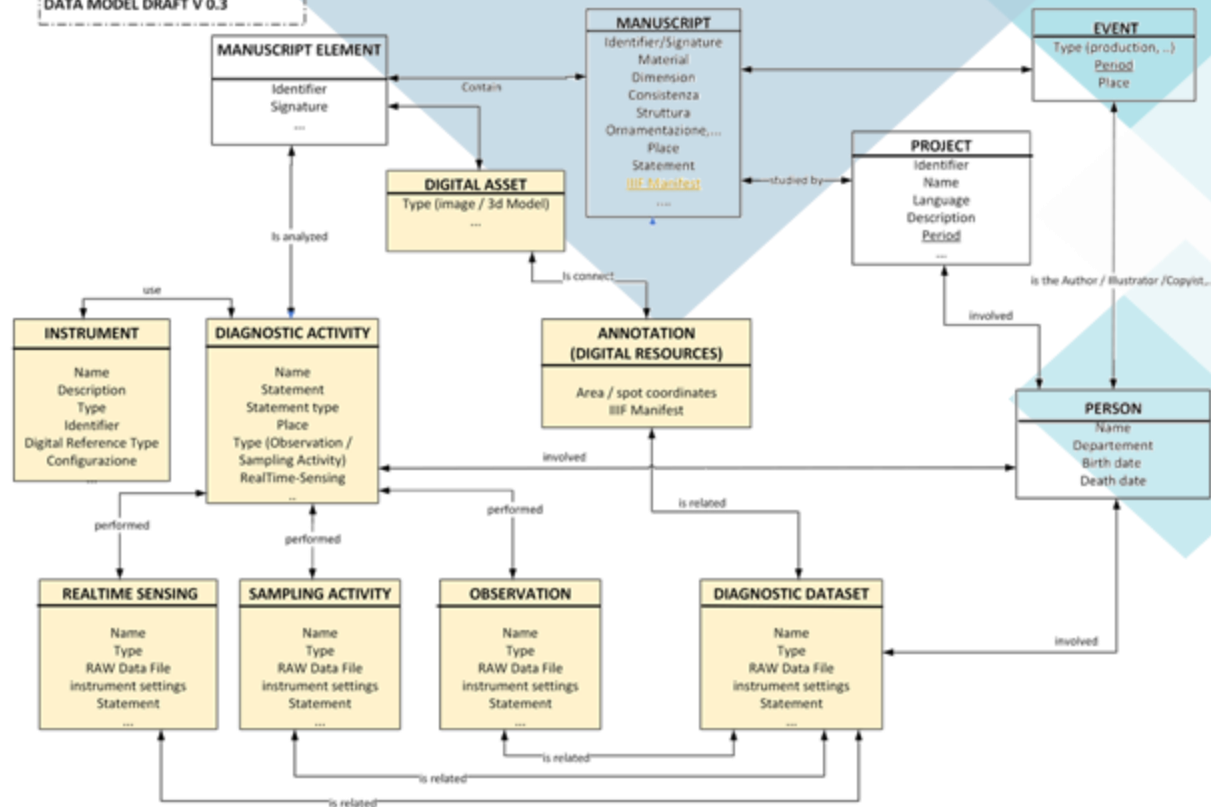 DATA MODEL DRAFT V 0.3
MANUSCRIPT ELEMENT
Identifier
Signature
...
Contain
MANUSCRIPT
Identifier/Signature
Material
Dimension
Consistenza
Struttura
Ornamentazione,...
Place
Statement
IIIF Manifest
....
EVENT
Type (production, ..)
Period
Place
PROJECT
Identifier
Name
Language
Description
Period
...
studied by
DIGITAL ASSET
Type (image / 3d Model)
...
Is analyzed
Is connect
is the Author / Illustrator /Copyist,..
involved
use
INSTRUMENT
Name
Description
Type
Identifier
Digital Reference Type
Configurazione
...
DIAGNOSTIC ACTIVITY
Name
Statement
Statement type
Place
Type (Observation /
Sampling Activity)
RealTime-Sensing
..
ANNOTATION
(DIGITAL RESOURCES)
Area / spot coordinates
IIIF Manifest
PERSON
Name
Departement
Birth date
Death date
involved
performed
performed
performed
is related
REALTIME SENSING
Name
Type
RAW Data File
instrument settings
Statement
...
SAMPLING ACTIVITY
Name
Type
RAW Data File
instrument settings
Statement
...
OBSERVATION
Name
Type
RAW Data File
instrument settings
Statement
...
DIAGNOSTIC DATASET
Name
Type
RAW Data File
instrument settings
Statement
...
involved
is related
is related
is related